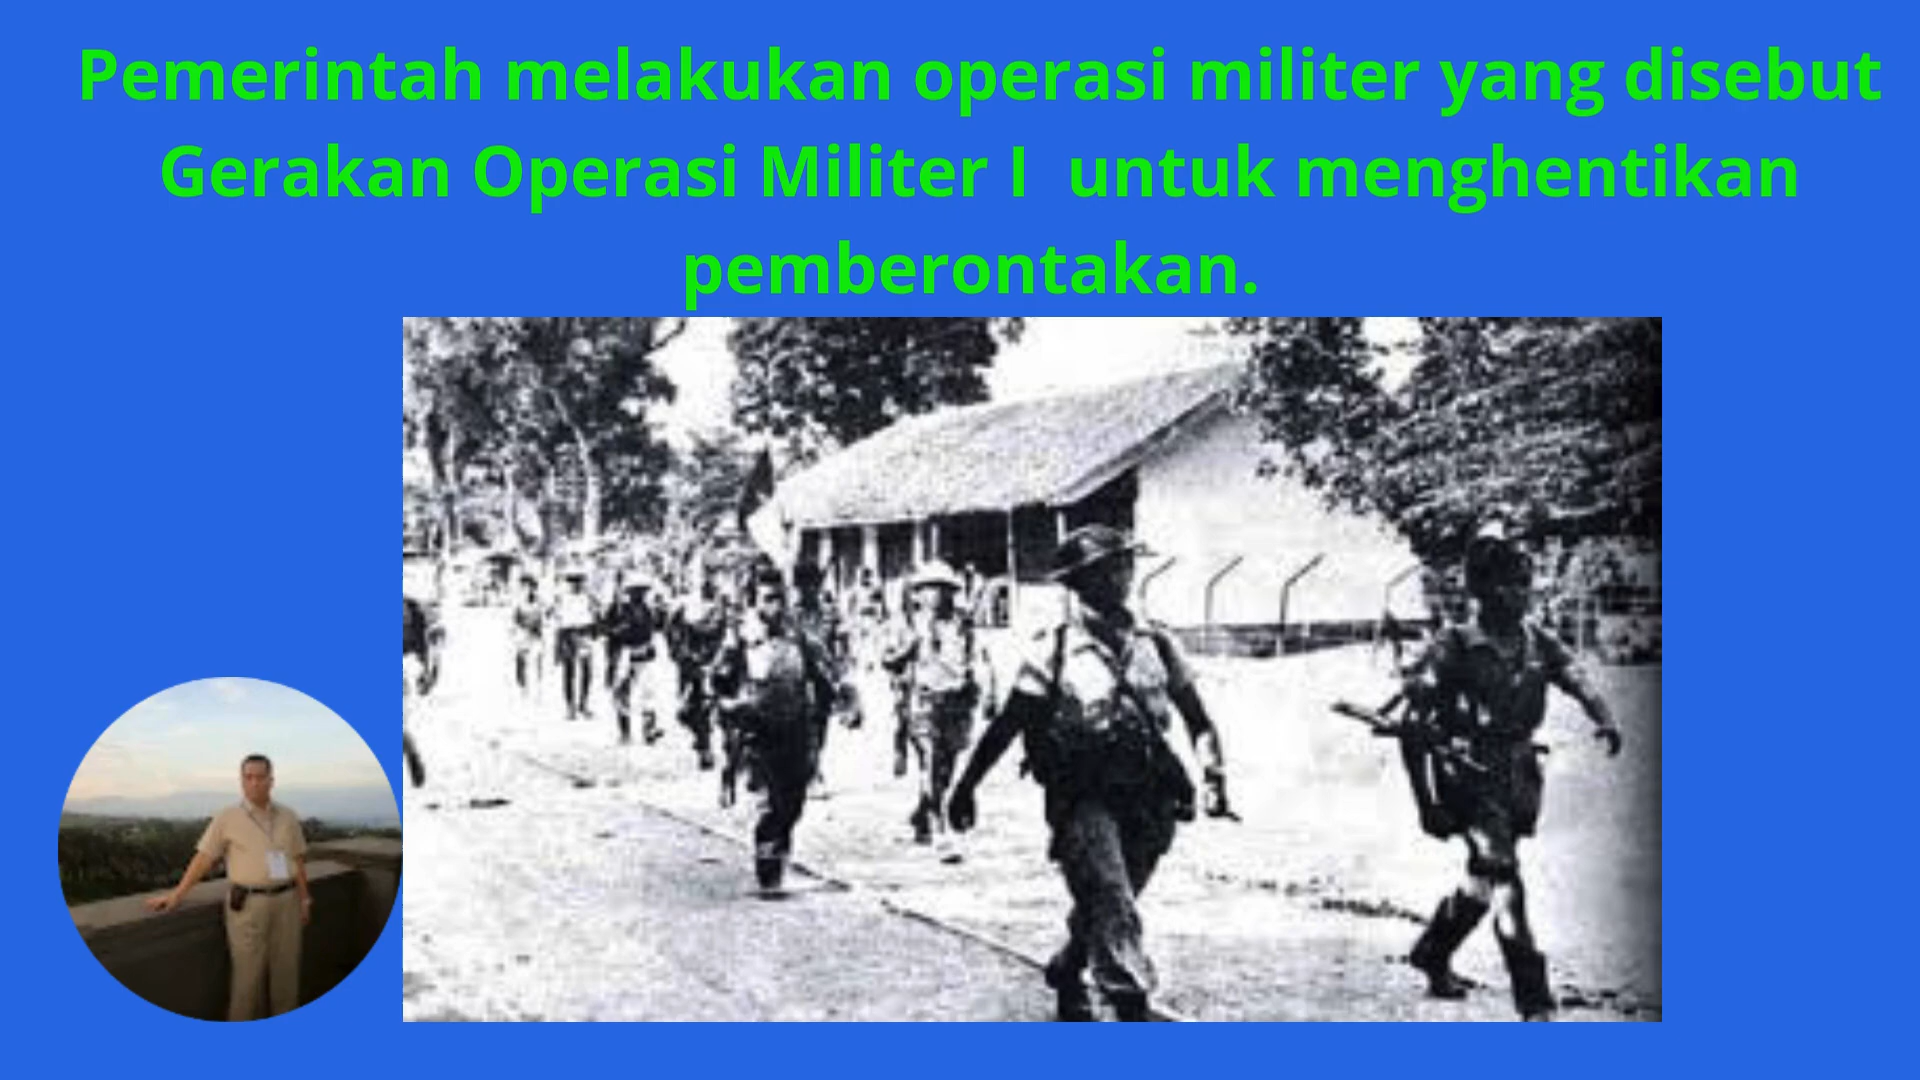 Pemerintah melakukan operasi militer yang disebut
Gerakan Operasi Militer I  untuk menghentikan
pemberontakan.